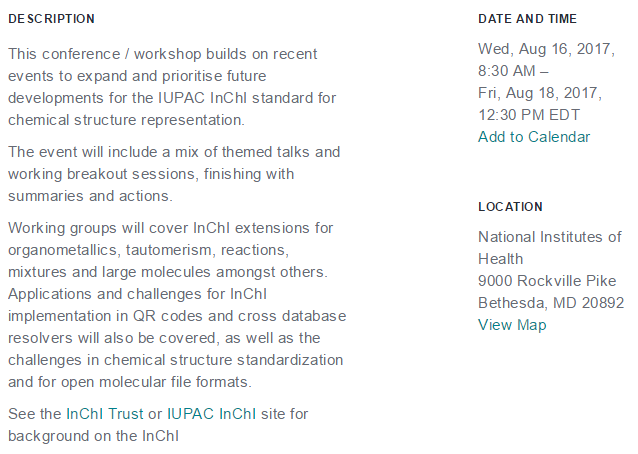 DESCRIPTION
This conference / workshop builds on recent
events to expand and prioritise future
developments for the IUPAC InChI standard for
chemical structure representation.
The event will include a mix of themed talks and
working breakout sessions, finishing with
summaries and actions.
Working groups will cover InChI extensions for
organometallics, tautomerism, reactions,
mixtures and large molecules amongst others.
Applications and challenges for InChI
implementation in QR codes and cross database
resolvers will also be covered, as well as the
challenges in chemical structure standardization
and for open molecular file formats.
See the InChI Trust or IUPAC InChI site for
background on the InChI
DATE AND TIME
Wed, Aug 16, 2017,
8:30 AM –
Fri, Aug 18, 2017,
12:30 PM EDT
Add to Calendar
LOCATION
National Institutes of
Health
9000 Rockville Pike
Bethesda, MD 20892
View Map